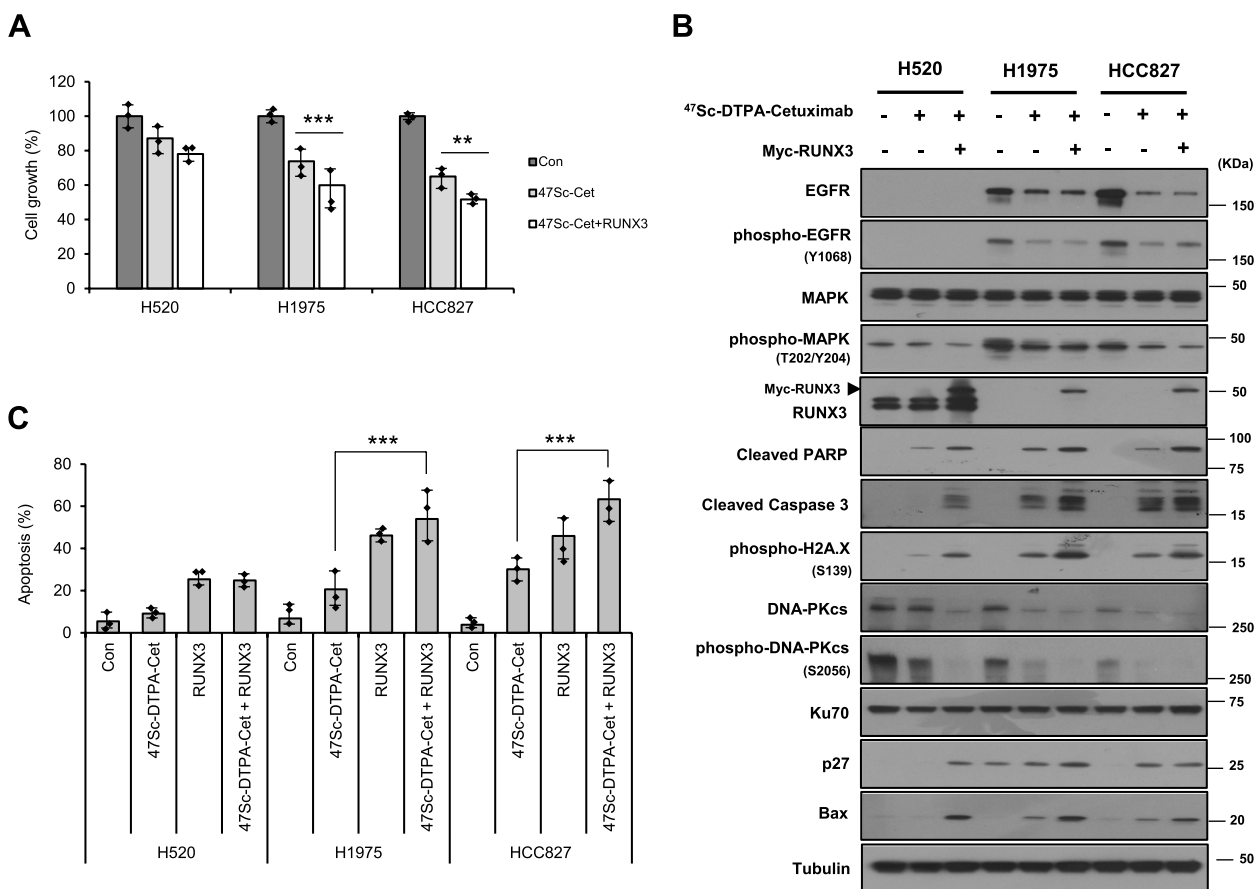 A
120
100
80
60
40
20
0
Cell growth (%)
***
**
H520 H1975 HCC827
Con
47Sc-Cet
47Sc-Cet+RUNX3
B
H520 H1975 HCC827
47Sc-DTPA-Cetuximab - + + - + + - + +
Myc-RUNX3 - - + - - + - - +
(KDa)
EGFR
150
phospho-EGFR
(Y1068)
150
MAPK
50
phospho-MAPK
(T202/Y204)
50
Myc-RUNX3
RUNX3
50
Cleaved PARP
100
75
Cleaved Caspase 3
15
phospho-H2A.X
(S139)
15
DNA-PKcs
250
phospho-DNA-PKcs
(S2056)
250
Ku70
75
p27
25
Bax
20
Tubulin
50
C
80
60
40
20
0
Apoptosis (%)
***
***
Con
47Sc-DTPA-Cet
RUNX3
47Sc-DTPA-Cet + RUNX3
Con
47Sc-DTPA-Cet
RUNX3
47Sc-DTPA-Cet + RUNX3
Con
47Sc-DTPA-Cet
RUNX3
47Sc-DTPA-Cet + RUNX3
H520 H1975 HCC827